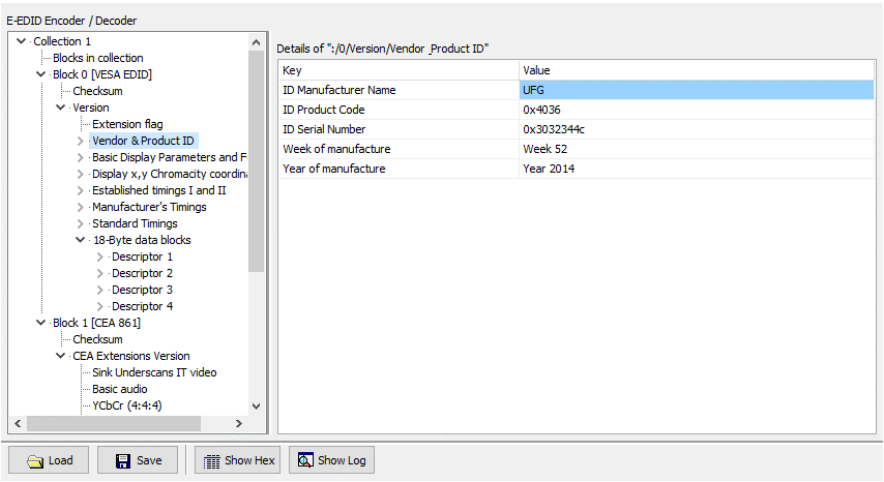 E-EDID Encoder / Decoder
Collection 1
Blocks in collection
Block 0 [VESA EDID]
Checksum
Version
Extension flag
Vendor & Product ID
Basic Display Parameters and F
Display x,y Chromacity coordin
Established timings I and II
Manufacturer's Timings
Standard Timings
18-Byte data blocks
Descriptor 1
Descriptor 2
Descriptor 3
Descriptor 4
Block 1 [CEA 861]
Checksum
CEA Extensions Version
Sink Underscans IT video
Basic audio
YCbCr (4:4:4)
Details of ":/0/Version/Vendor _Product ID"
Key Value
ID Manufacturer Name UFG
ID Product Code 0x4036
ID Serial Number 0x3032344c
Week of manufacture Week 52
Year of manufacture Year 2014
Load Save Show Hex Show Log